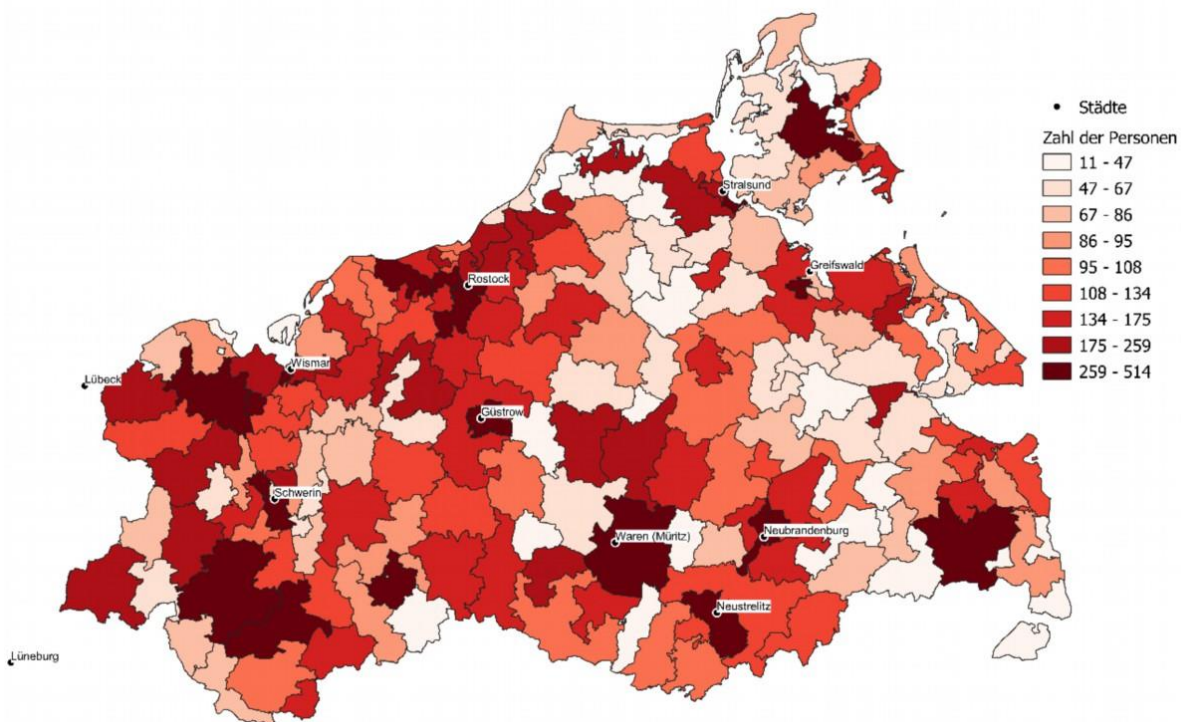 Städte
Zahl der Personen
11 - 47
47 - 67
67 - 86
86 - 95
95 - 108
108 - 134
134 - 175
175 - 259
259 - 514
Stralsund
Greifswald
Rostock
Wismar
Lübeck
Güstrow
Schwerin
Waren (Müritz)
Neubrandenburg
Neustrelitz
Lüneburg